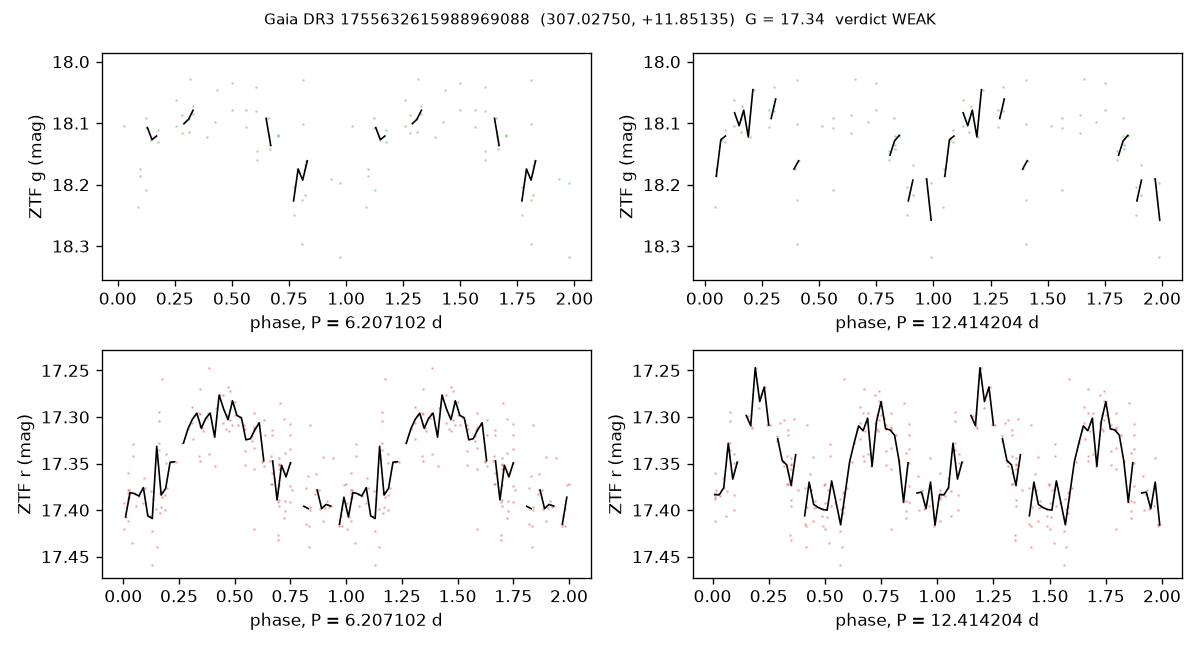 Gaia DR3 1755632615988969088  (307.02750, +11.85135)  G = 17.34  verdict WEAK
ZTF g (mag)
18.0
18.1
18.2
18.3
0.00 0.25 0.50 0.75 1.00 1.25 1.50 1.75 2.00
phase, P = 6.207102 d
ZTF g (mag)
18.0
18.1
18.2
18.3
0.00 0.25 0.50 0.75 1.00 1.25 1.50 1.75 2.00
phase, P = 12.414204 d
ZTF r (mag)
17.25
17.30
17.35
17.40
17.45
0.00 0.25 0.50 0.75 1.00 1.25 1.50 1.75 2.00
phase, P = 6.207102 d
ZTF r (mag)
17.25
17.30
17.35
17.40
17.45
0.00 0.25 0.50 0.75 1.00 1.25 1.50 1.75 2.00
phase, P = 12.414204 d